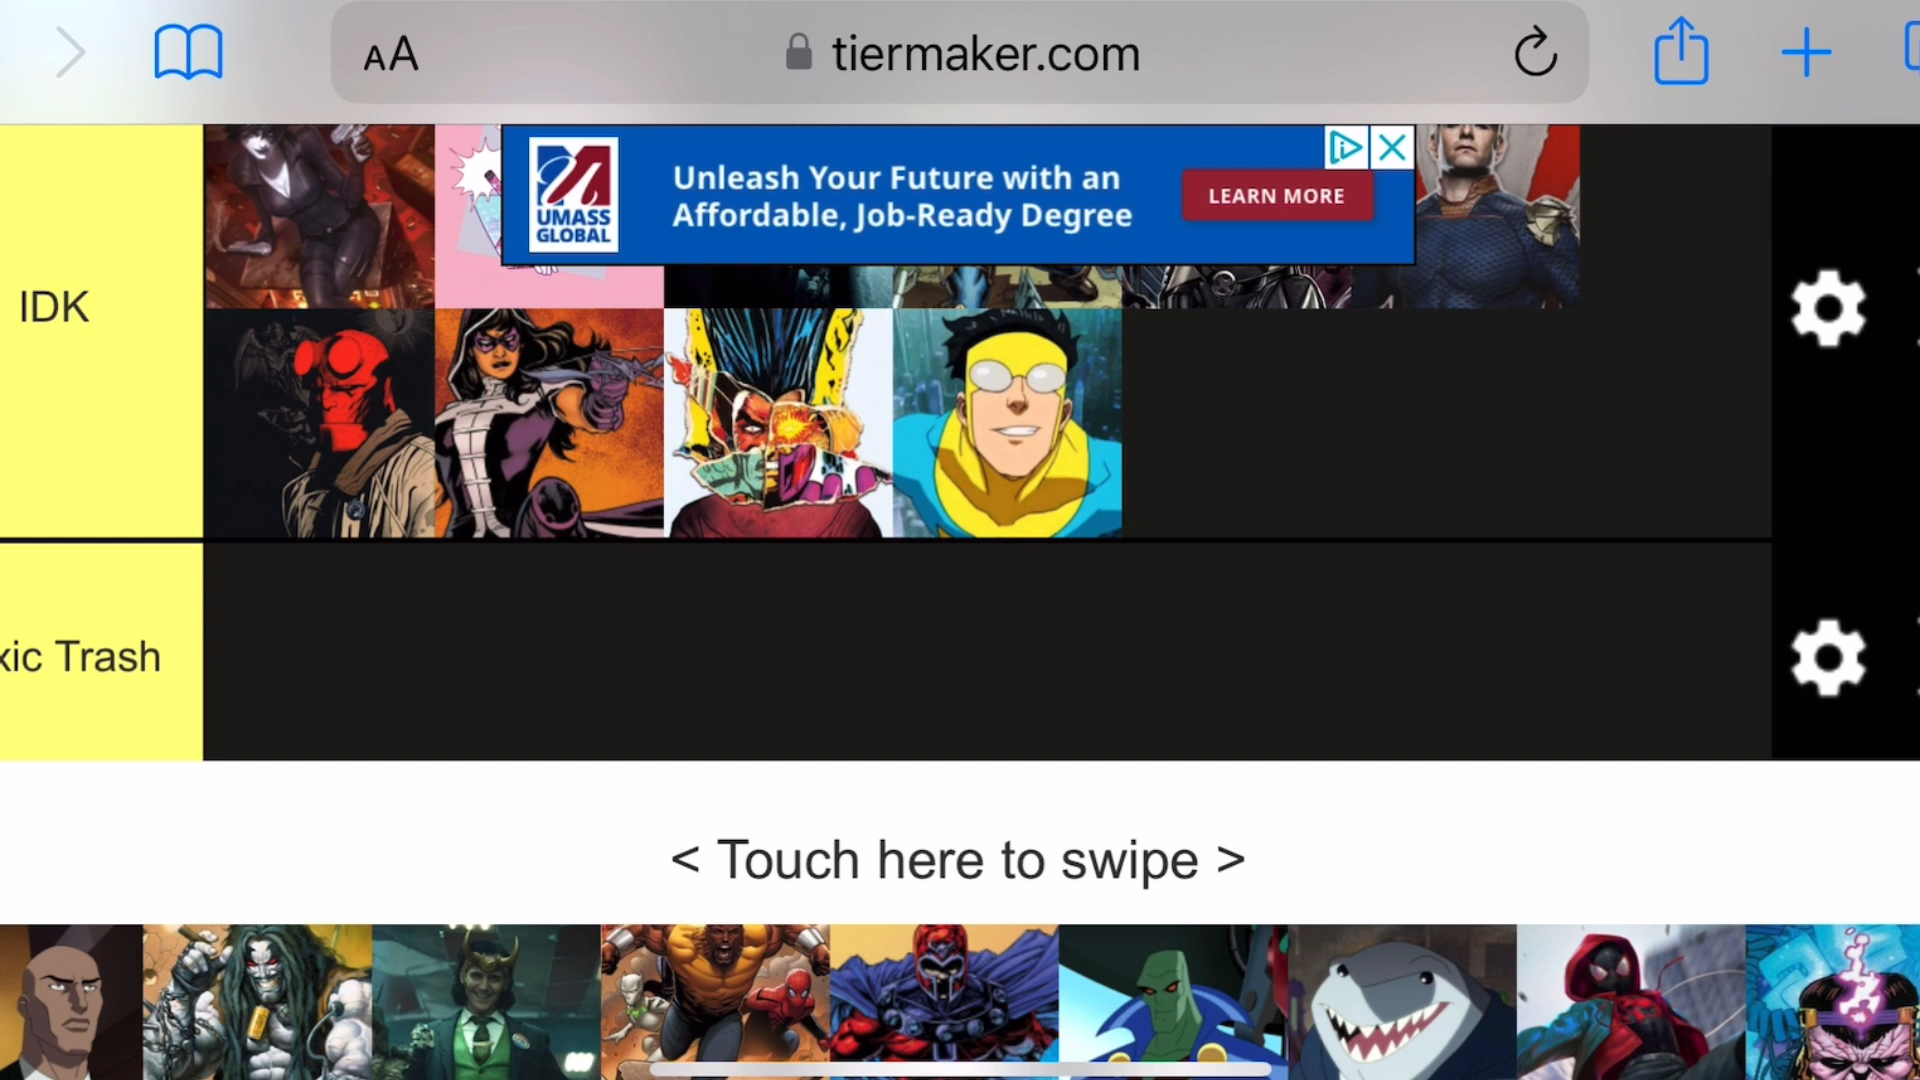 AA
tiermaker.com
UMASS
GLOBAL
Unleash Your Future with an
Affordable, Job-Ready Degree
LEARN MORE
IDK
xic Trash
< Touch here to swipe >